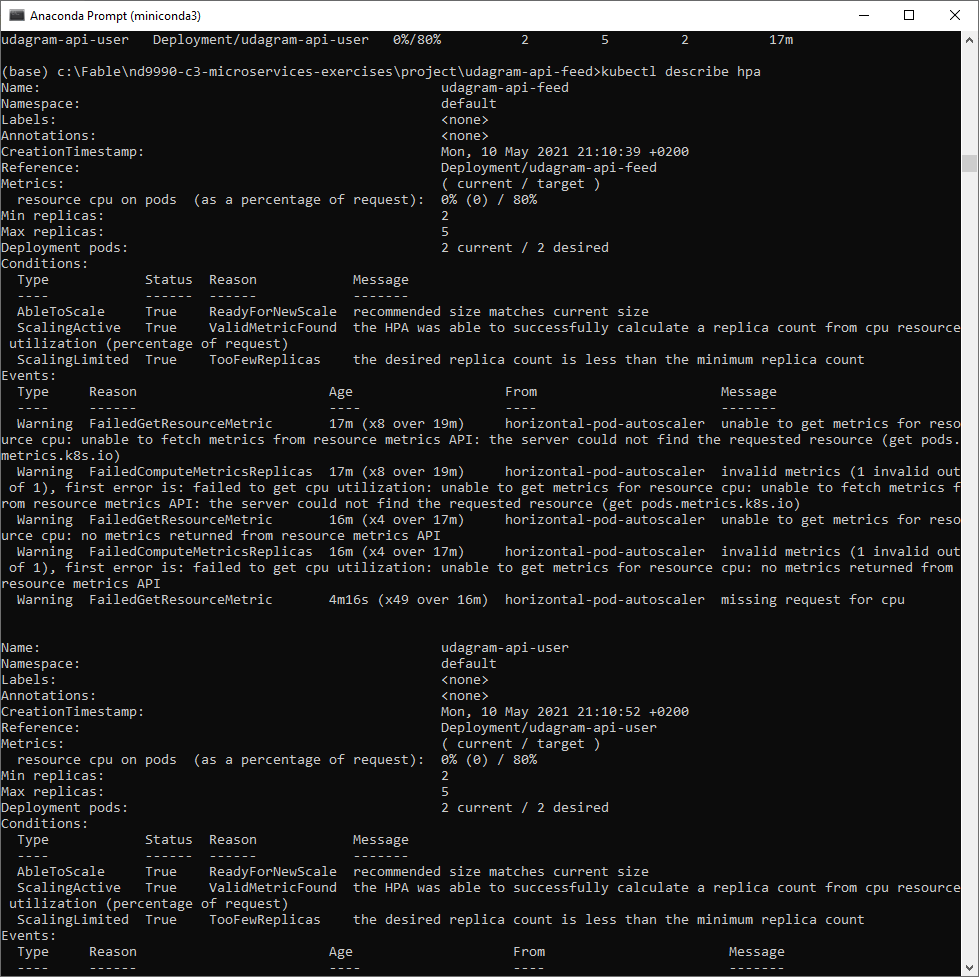 Anaconda Prompt (miniconda3)
udagram-api-user   Deployment/udagram-api-user   0%/80%          2         5         2          17m
(base) c:\Fable\nd9990-c3-microservices-exercises\project\udagram-api-feed>kubectl describe hpa
Name:                                                  udagram-api-feed
Namespace:                                             default
Labels:                                                <none>
Annotations:                                           <none>
CreationTimestamp:                                     Mon, 10 May 2021 21:10:39 +0200
Reference:                                             Deployment/udagram-api-feed
Metrics:                                               ( current / target )
  resource cpu on pods  (as a percentage of request):  0% (0) / 80%
Min replicas:                                          2
Max replicas:                                          5
Deployment pods:                                       2 current / 2 desired
Conditions:
  Type            Status  Reason            Message
  ----            ------  ------            -------
  AbleToScale     True    ReadyForNewScale  recommended size matches current size
  ScalingActive   True    ValidMetricFound  the HPA was able to successfully calculate a replica count from cpu resource
 utilization (percentage of request)
  ScalingLimited  True    TooFewReplicas    the desired replica count is less than the minimum replica count
Events:
  Type     Reason                        Age                   From                       Message
  ----     ------                        ----                  ----                       -------
  Warning  FailedGetResourceMetric       17m (x8 over 19m)     horizontal-pod-autoscaler  unable to get metrics for reso
urce cpu: unable to fetch metrics from resource metrics API: the server could not find the requested resource (get pods.
metrics.k8s.io)
  Warning  FailedComputeMetricsReplicas  17m (x8 over 19m)     horizontal-pod-autoscaler  invalid metrics (1 invalid out
 of 1), first error is: failed to get cpu utilization: unable to get metrics for resource cpu: unable to fetch metrics f
rom resource metrics API: the server could not find the requested resource (get pods.metrics.k8s.io)
  Warning  FailedGetResourceMetric       16m (x4 over 17m)     horizontal-pod-autoscaler  unable to get metrics for reso
urce cpu: no metrics returned from resource metrics API
  Warning  FailedComputeMetricsReplicas  16m (x4 over 17m)     horizontal-pod-autoscaler  invalid metrics (1 invalid out
 of 1), first error is: failed to get cpu utilization: unable to get metrics for resource cpu: no metrics returned from
resource metrics API
  Warning  FailedGetResourceMetric       4m16s (x49 over 16m)  horizontal-pod-autoscaler  missing request for cpu
Name:                                                  udagram-api-user
Namespace:                                             default
Labels:                                                <none>
Annotations:                                           <none>
CreationTimestamp:                                     Mon, 10 May 2021 21:10:52 +0200
Reference:                                             Deployment/udagram-api-user
Metrics:                                               ( current / target )
  resource cpu on pods  (as a percentage of request):  0% (0) / 80%
Min replicas:                                          2
Max replicas:                                          5
Deployment pods:                                       2 current / 2 desired
Conditions:
  Type            Status  Reason            Message
  ----            ------  ------            -------
  AbleToScale     True    ReadyForNewScale  recommended size matches current size
  ScalingActive   True    ValidMetricFound  the HPA was able to successfully calculate a replica count from cpu resource
 utilization (percentage of request)
  ScalingLimited  True    TooFewReplicas    the desired replica count is less than the minimum replica count
Events:
  Type     Reason                        Age                    From                       Message
  ----     ------                        ----                   ----                       -------